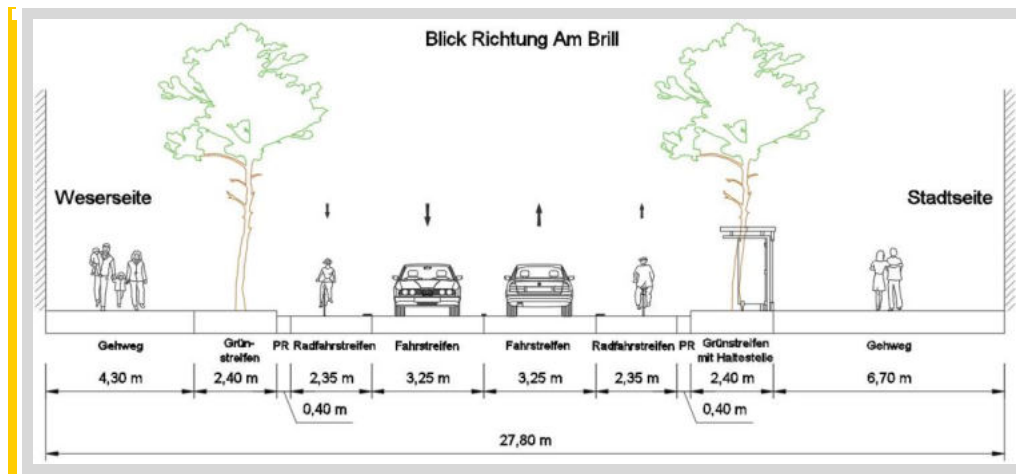 Blick Richtung Am Brill
Weserseite
Stadtseite
Gehweg
Grün-
streifen
PR
Radfahrstreifen
Fahrstreifen
Fahrstreifen
Radfahrstreifen
PR
Grünstreifen
mit Haltestelle
Gehweg
4,30 m
2,40 m
2,35 m
3,25 m
3,25 m
2,35 m
2,40 m
6,70 m
0,40 m
0,40 m
27,80 m